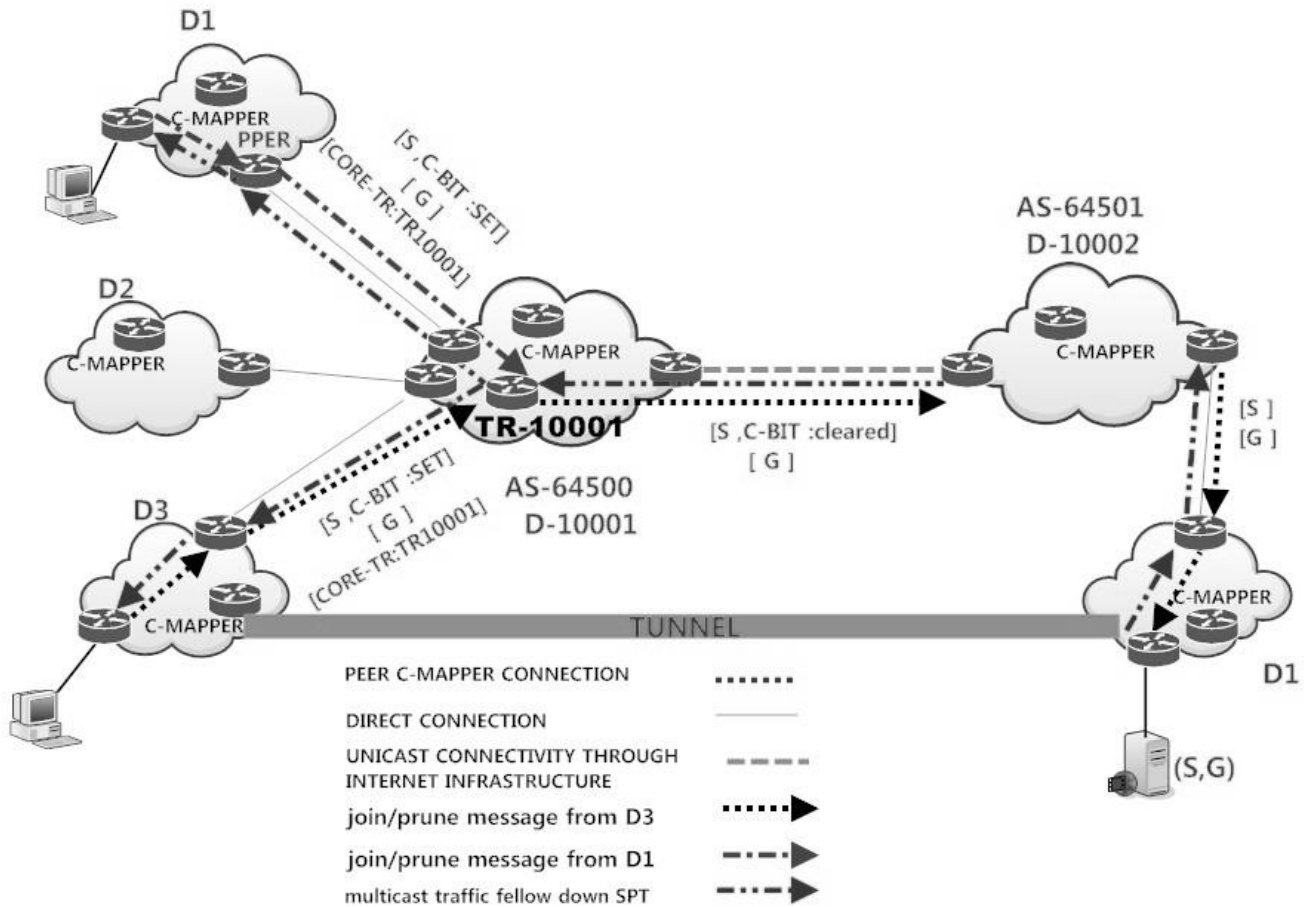 D1
C-MAPPER
PPER
[S ,C-BIT :SET]
[ G ]
[CORE-TR:TR10001]
AS-64501
D-10002
C-MAPPER
D2
C-MAPPER
C-MAPPER
TR-10001
AS-64500
D-10001
[S ,C-BIT :cleared]
[ G ]
[S ]
[G ]
D3
C-MAPPER
[S ,C-BIT :SET]
[ G ]
[CORE-TR:TR10001]
C-MAPPER
D1
TUNNEL
(S,G)
PEER C-MAPPER CONNECTION
DIRECT CONNECTION
UNICAST CONNECTIVITY THROUGH
INTERNET INFRASTRUCTURE
join/prune message from D3
join/prune message from D1
multicast traffic fellow down SPT